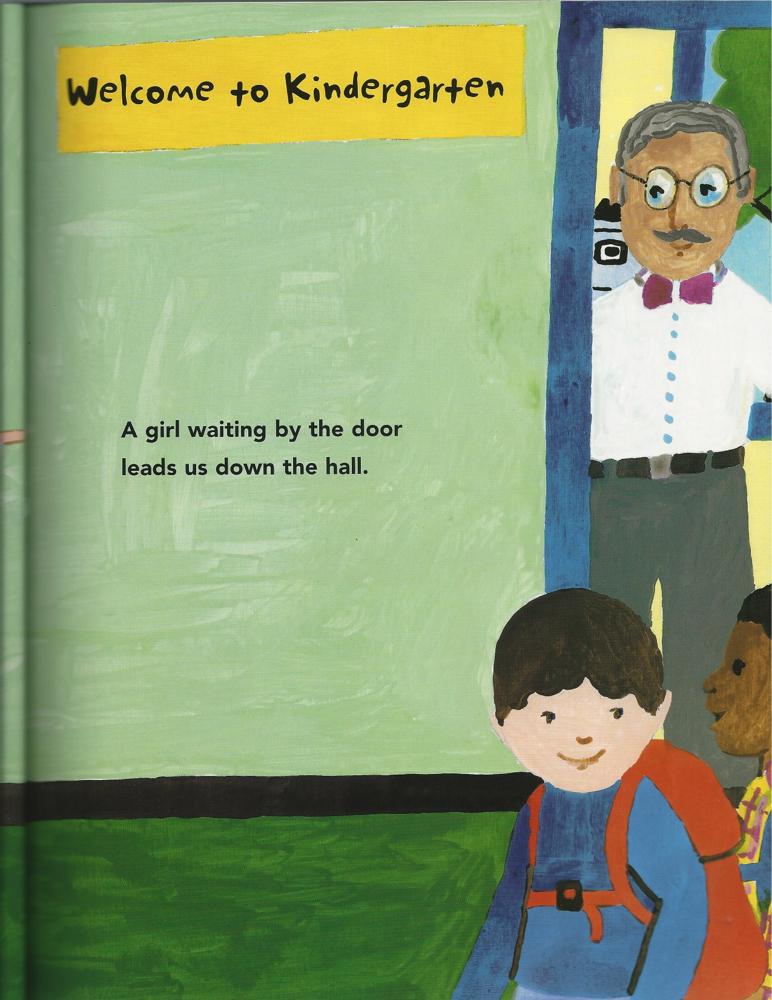 Welcome to Kindergarten
A girl waiting by the door
leads us down the hall.